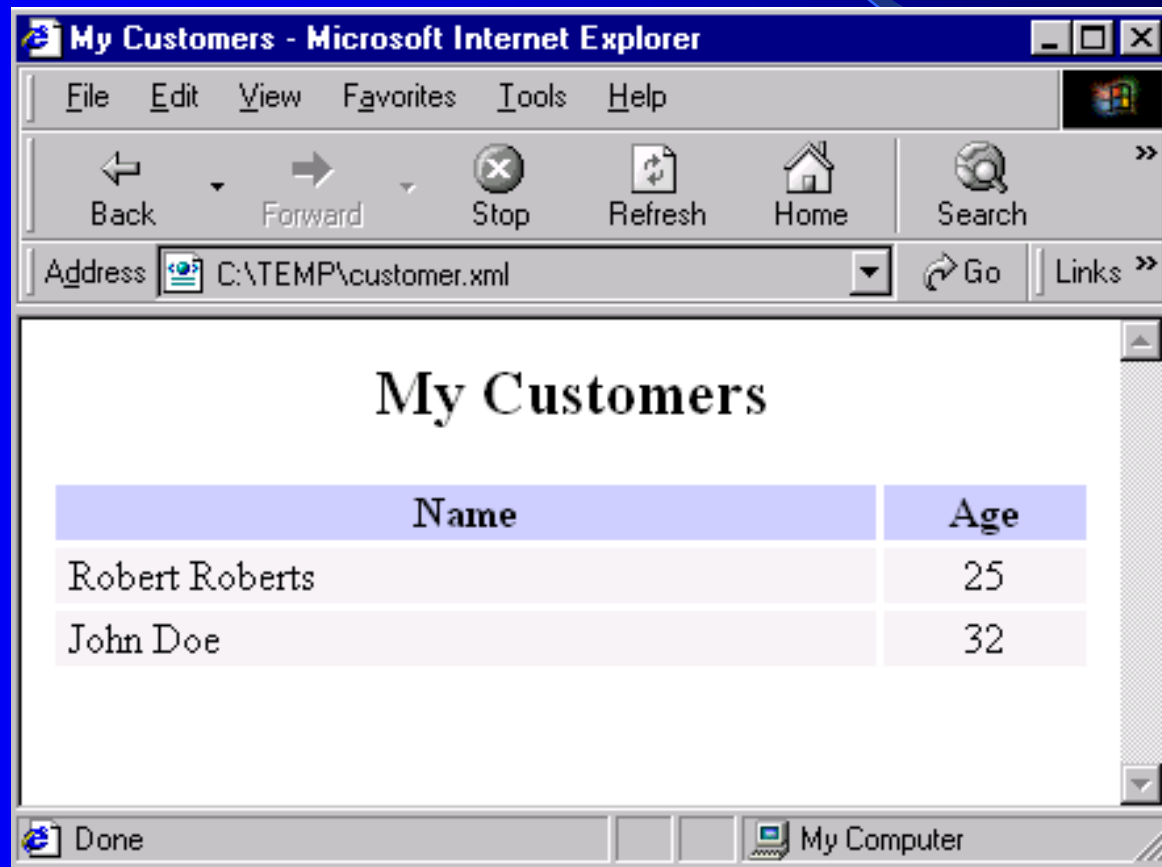 My Customers - Microsoft Internet Explorer
File Edit View Favorites Tools Help
»
Back Forward Stop Refresh Home Search
Address C:\TEMP\customer.xml Go Links »
My Customers
Name Age
Robert Roberts 25
John Doe 32
Done My Computer